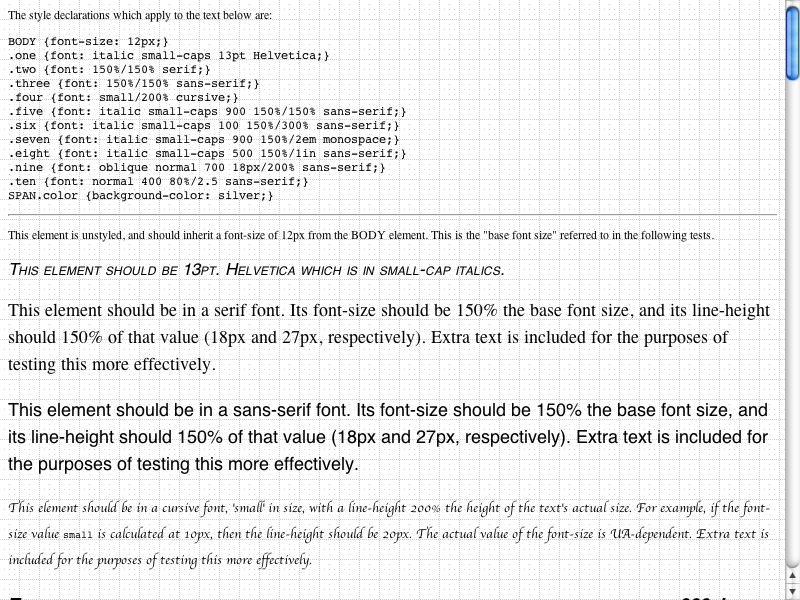 The style declarations which apply to the text below are:
BODY {font-size: 12px;}
.one {font: italic small-caps 13pt Helvetica;}
.two {font: 150%/150% serif;}
.three {font: 150%/150% sans-serif;}
.four {font: small/200% cursive;}
.five {font: italic small-caps 900 150%/150% sans-serif;}
.six {font: italic small-caps 100 150%/300% sans-serif;}
.seven {font: italic small-caps 900 150%/2em monospace;}
.eight {font: italic small-caps 500 150%/1in sans-serif;}
.nine {font: oblique normal 700 18px/200% sans-serif;}
.ten {font: normal 400 80%/2.5 sans-serif;}
SPAN.color {background-color: silver;}
This element is unstyled, and should inherit a font-size of 12px from the BODY element. This is the "base font size" referred to in the following tests.
This element should be 13pt. Helvetica which is in small-cap italics.
This element should be in a serif font. Its font-size should be 150% the base font size, and its line-height
should 150% of that value (18px and 27px, respectively). Extra text is included for the purposes of
testing this more effectively.
This element should be in a sans-serif font. Its font-size should be 150% the base font size, and
its line-height should 150% of that value (18px and 27px, respectively). Extra text is included for
the purposes of testing this more effectively.
This element should be in a cursive font, 'small' in size, with a line-height 200% the height of the text's actual size. For example, if the font-
size value small is calculated at 10px, then the line-height should be 20px. The actual value of the font-size is UA-dependent. Extra text is
included for the purposes of testing this more effectively.